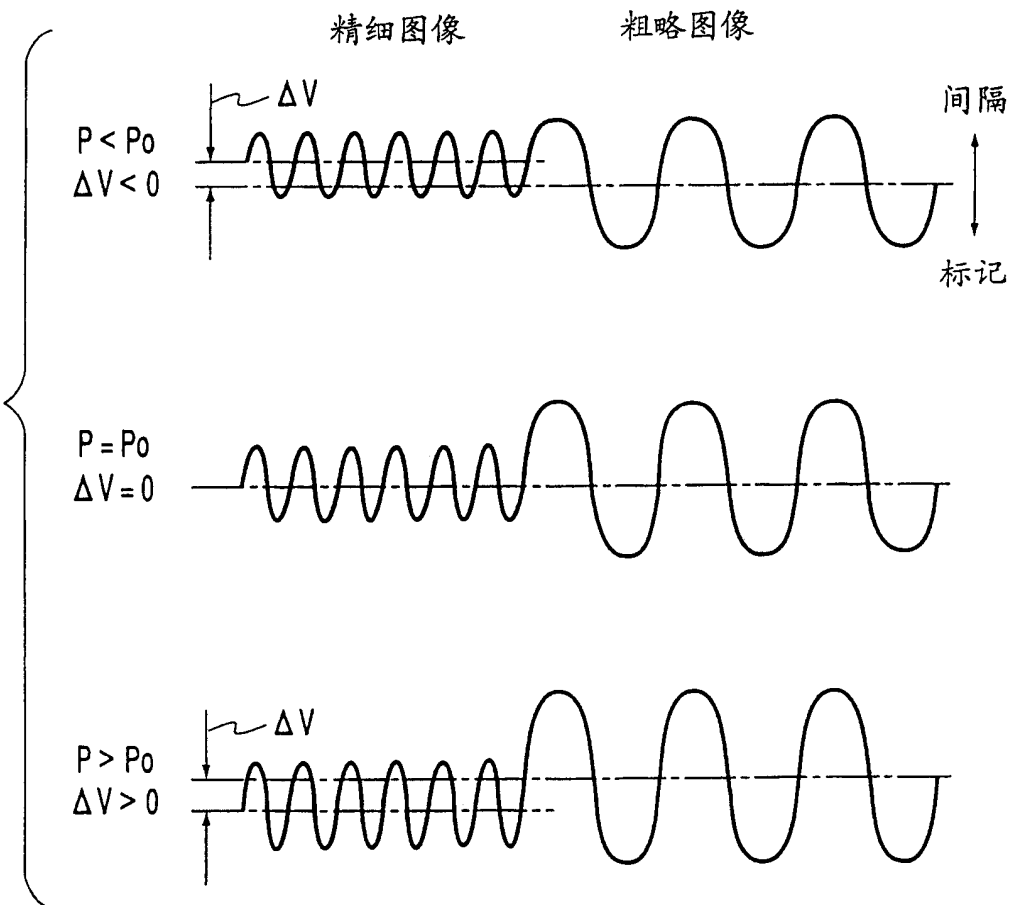 精细图像
粗略图像
ΔV
P < Po
ΔV < 0
间隔
标记
P = Po
ΔV = 0
ΔV
P > Po
ΔV > 0